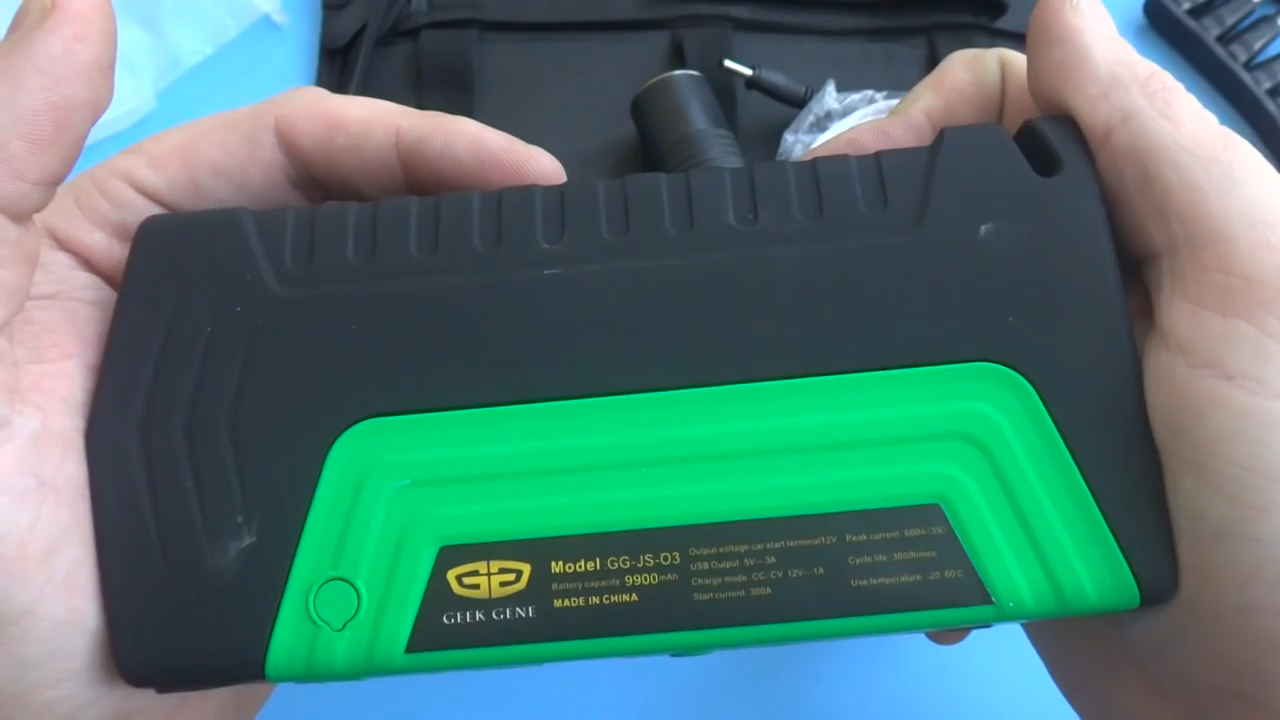 GG
GEEK GENE
Model:GG-JS-O3
Battery capacity 9900mAh
MADE IN CHINA
Output voltage car start terminal12V
USB Output 5V--3A
Charge mode CC/CV 12V--1A
Start current 300A
Peak current 600A(3S)
Cycle life 3000times
Use temperature -20 60°C